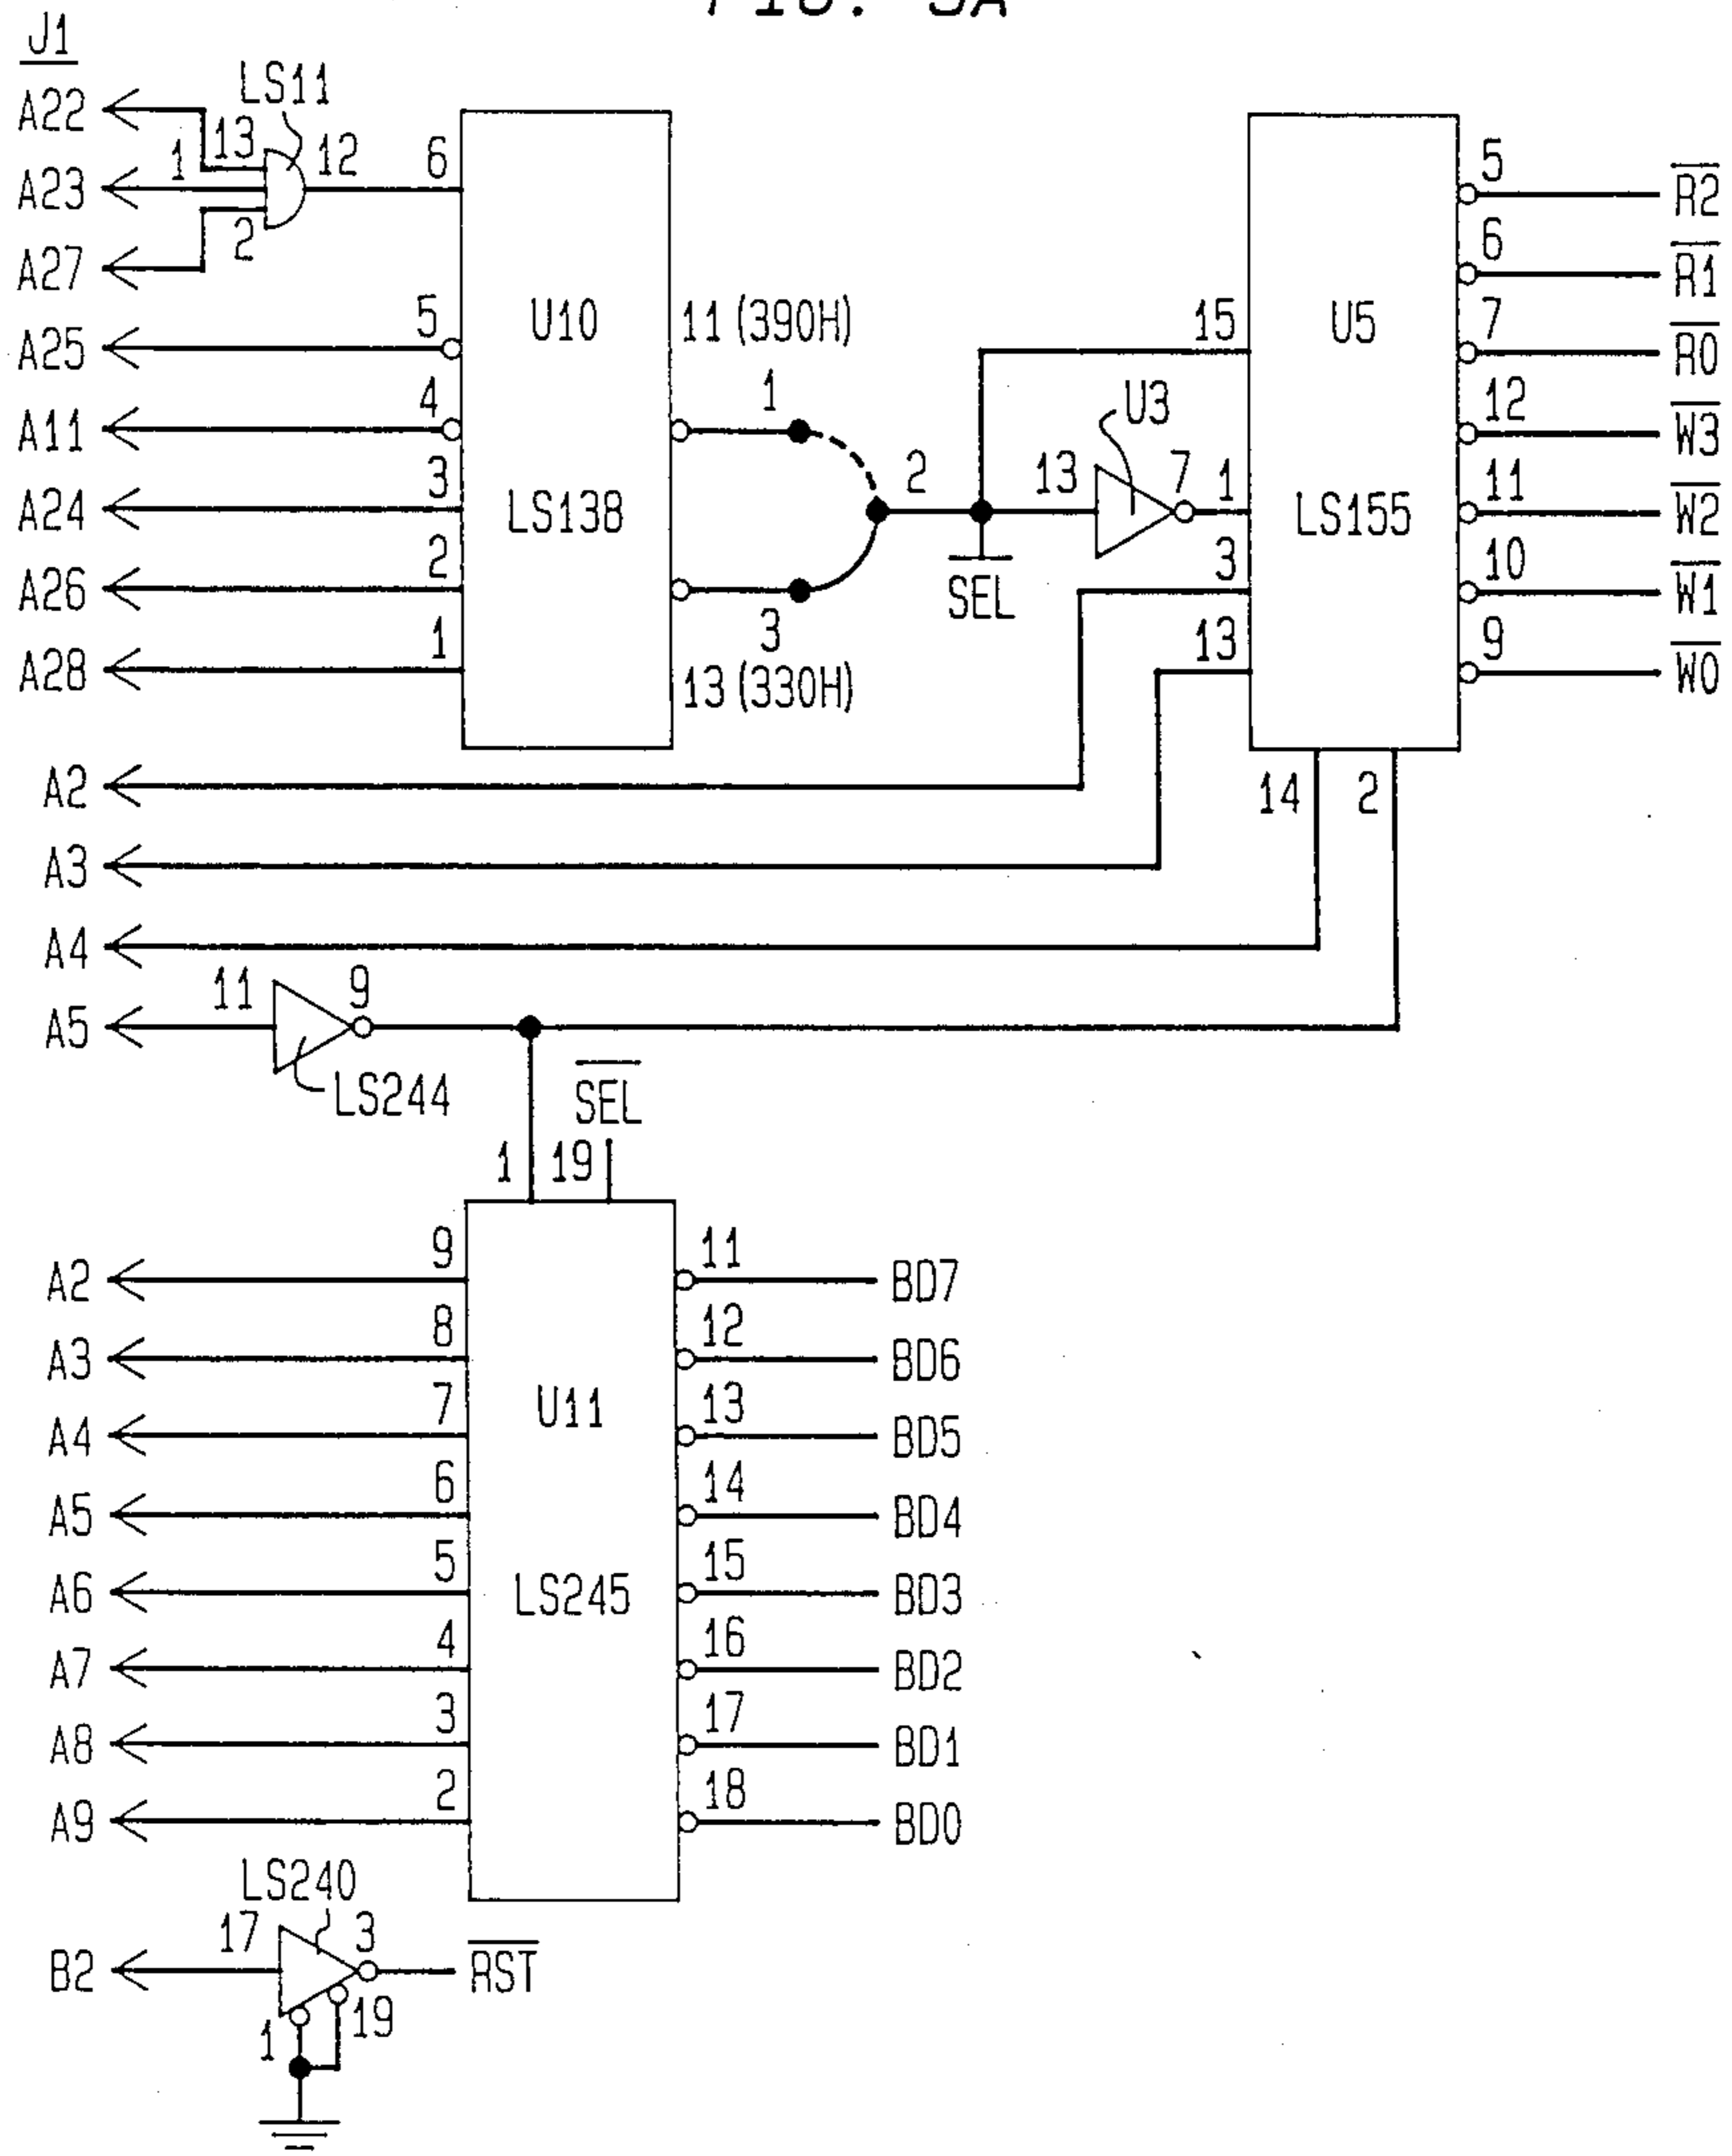 FIG. 3A
J1
A22
LS11
13
1
12
6
A23
2
A27
A25
5
U10
11 (390H)
15
U5
5
R2
6
R1
7
R0
A11
4
1
U3
12
W3
A24
3
LS138
2
13
7
1
LS155
11
W2
A26
2
SEL
3
10
W1
A28
1
3
13 (330H)
13
9
W0
A2
14
2
A3
A4
11
9
A5
LS244
SEL
1
19
A2
9
11
BD7
A3
8
12
BD6
A4
7
U11
13
BD5
A5
6
14
BD4
A6
5
LS245
15
BD3
A7
4
16
BD2
A8
3
17
BD1
A9
2
18
BD0
LS240
17
3
B2
RST
1
19